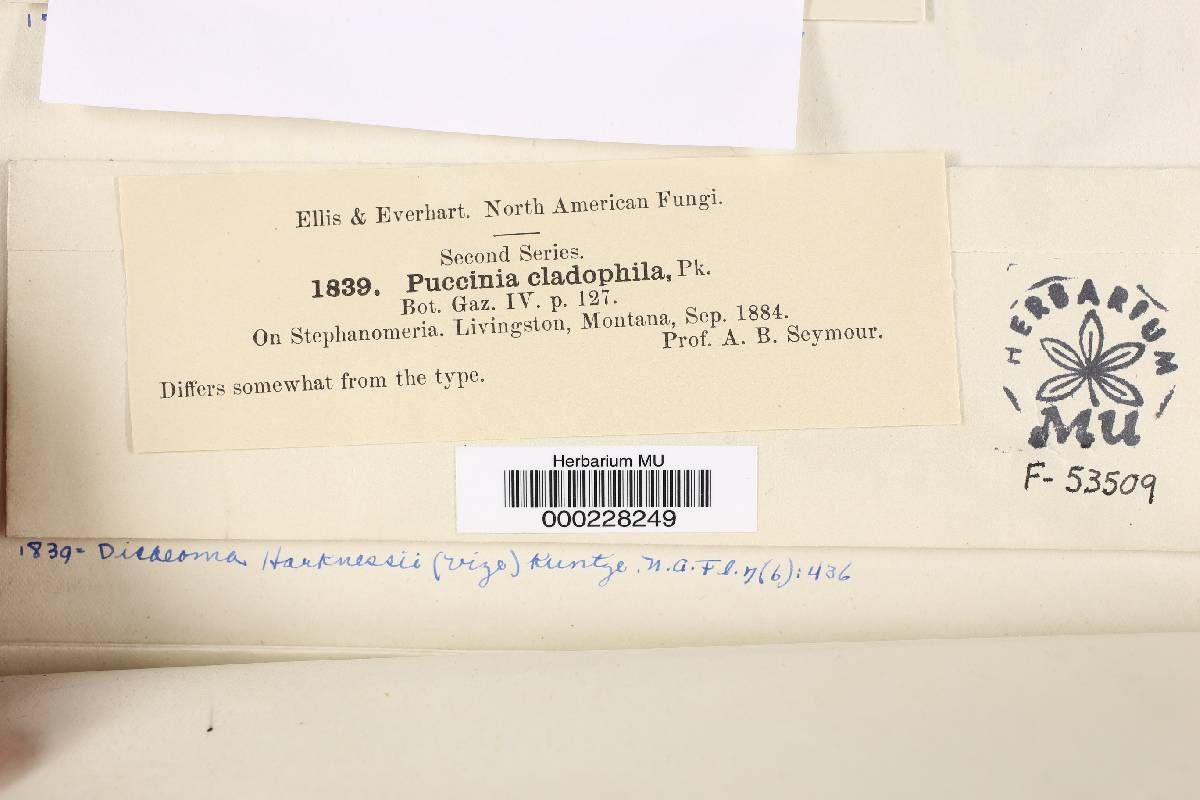 Ellis & Everhart. North American Fungi.
Second Series.
1839. Puccinia cladophila, Pk.
Bot. Gaz. IV. p. 127.
On Stephanomeria. Livingston, Montana, Sep. 1884.
Prof. A. B. Seymour.
Differs somewhat from the type.
HERBARIUM
MU
F-53509
Herbarium MU
000228249
1839= Dicaeoma Harknessii (Vize) Kuntze. N.A.Fl. 7(6):436